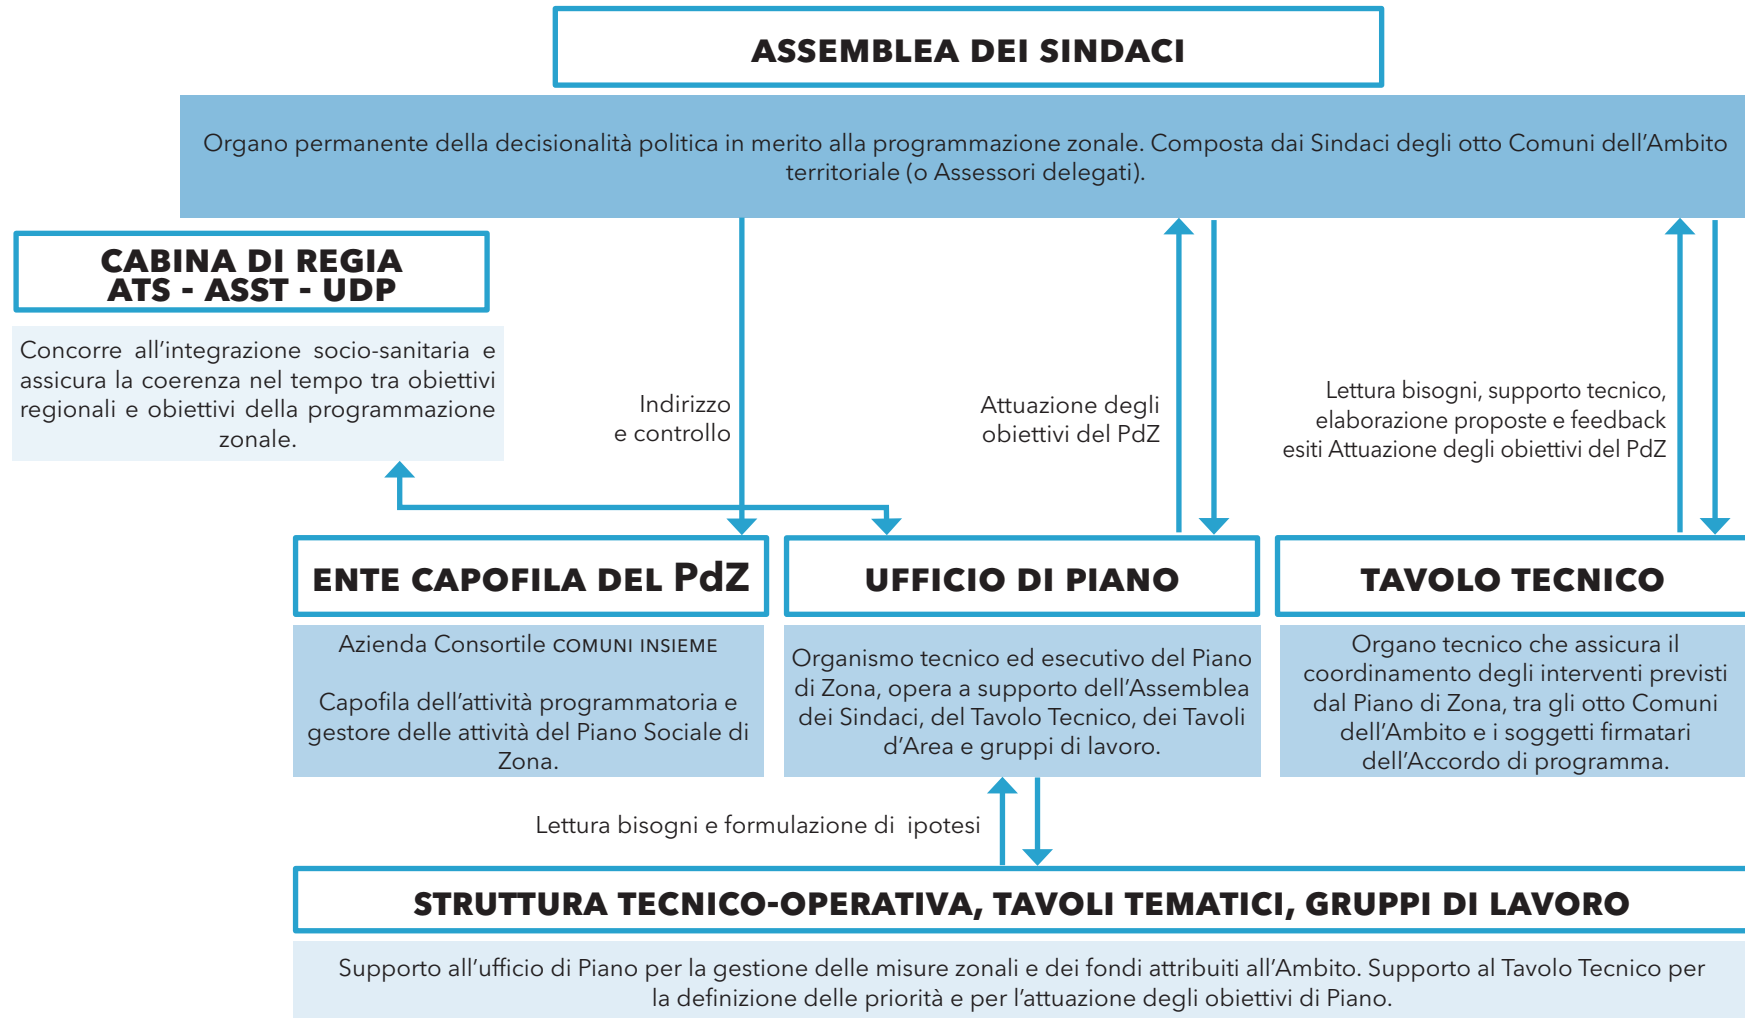 ASSEMBLEA DEI SINDACI
Organo permanente della decisionalità politica in merito alla programmazione zonale. Composta dai Sindaci degli otto Comuni dell'Ambito
territoriale (o Assessori delegati).
CABINA DI REGIA
ATS - ASST - UDP
Concorre all'integrazione socio-sanitaria e
assicura la coerenza nel tempo tra obiettivi
regionali e obiettivi della programmazione
zonale.
Indirizzo
e controllo
Attuazione degli
obiettivi del PdZ
Lettura bisogni, supporto tecnico,
elaborazione proposte e feedback
esiti Attuazione degli obiettivi del PdZ
ENTE CAPOFILA DEL PdZ
Azienda Consortile COMUNI INSIEME
Capofila dell'attività programmatoria e
gestore delle attività del Piano Sociale di
Zona.
UFFICIO DI PIANO
Organismo tecnico ed esecutivo del Piano
di Zona, opera a supporto dell'Assemblea
dei Sindaci, del Tavolo Tecnico, dei Tavoli
d'Area e gruppi di lavoro.
TAVOLO TECNICO
Organo tecnico che assicura il
coordinamento degli interventi previsti
dal Piano di Zona, tra gli otto Comuni
dell'Ambito e i soggetti firmatari
dell'Accordo di programma.
Lettura bisogni e formulazione di ipotesi
STRUTTURA TECNICO-OPERATIVA, TAVOLI TEMATICI, GRUPPI DI LAVORO
Supporto all'ufficio di Piano per la gestione delle misure zonali e dei fondi attribuiti all'Ambito. Supporto al Tavolo Tecnico per
la definizione delle priorità e per l'attuazione degli obiettivi di Piano.